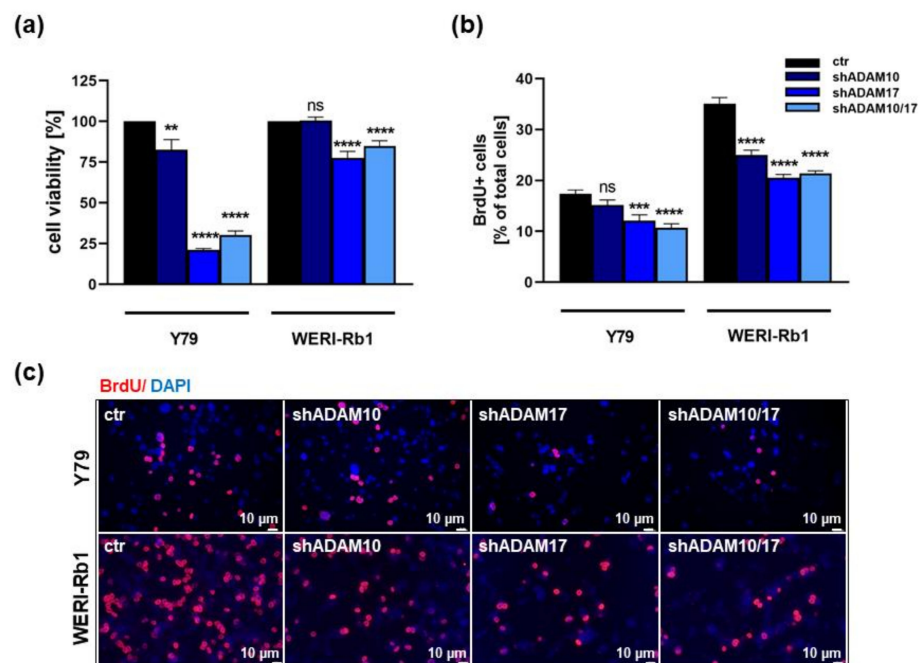 (a)
cell viability [%]
125
100
75
50
25
0
**
****
****
ns
****
****
Y79
WERI-Rb1
(b)
ctr
shADAM10
shADAM17
shADAM10/17
BrdU+ cells
[% of total cells]
40
30
20
10
0
ns
***
****
****
****
****
Y79
WERI-Rb1
(c)
BrdU/ DAPI
Y79
ctr
shADAM10
shADAM17
shADAM10/17
10 µm
10 µm
10 µm
10 µm
WERI-Rb1
ctr
shADAM10
shADAM17
shADAM10/17
10 µm
10 µm
10 µm
10 µm